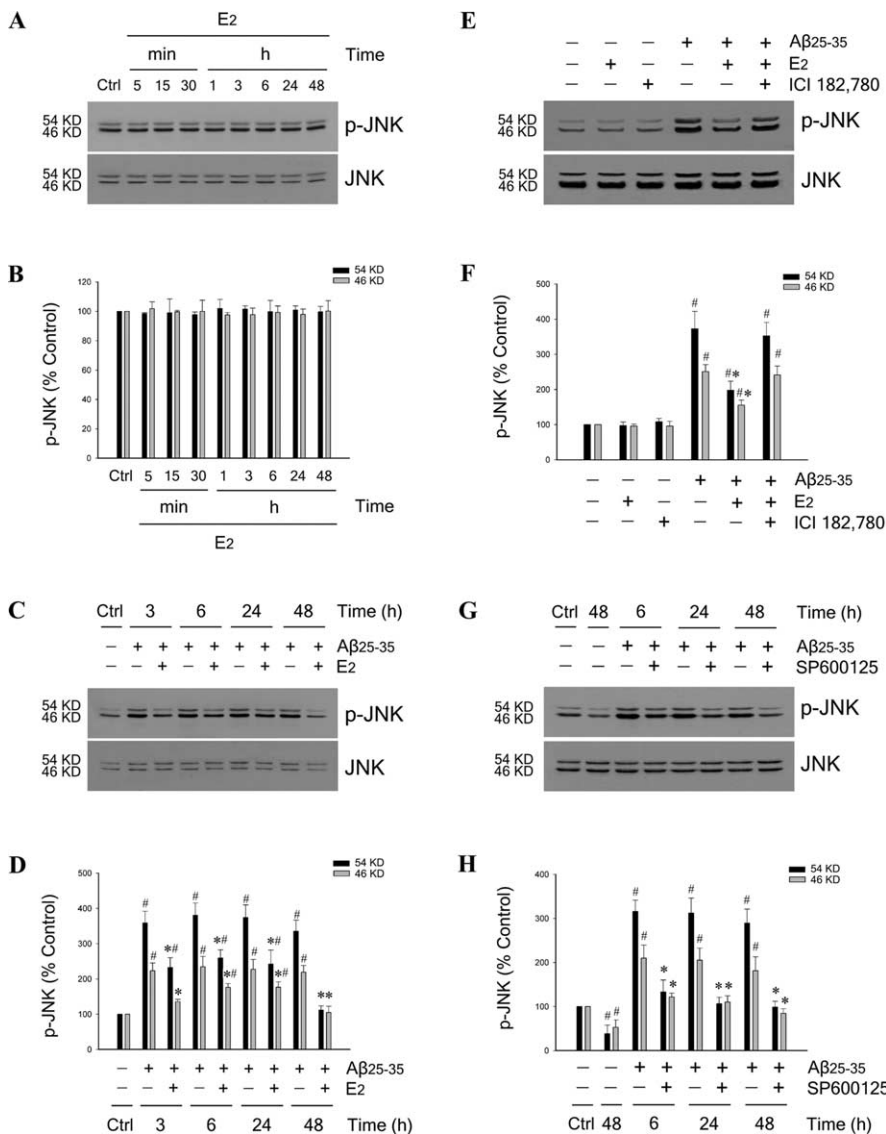 A
E2
min h Time
Ctrl 5 15 30 1 3 6 24 48
54 KD
46 KD
p-JNK
54 KD
46 KD
JNK
B
54 KD
46 KD
p-JNK (% Control)
120
100
80
60
40
20
0
Ctrl 5 15 30 1 3 6 24 48
min h Time
E2
C
Ctrl 3 6 24 48 Time (h)
– + + + + + + + + Aβ25-35
– – + – + – + – + E2
54 KD
46 KD
p-JNK
54 KD
46 KD
JNK
D
54 KD
46 KD
p-JNK (% Control)
500
400
300
200
100
0
# # *# * # # *# *# # # *# *# # # **
– + + + + + + + + Aβ25-35
– – + – + – + – + E2
Ctrl 3 6 24 48 Time (h)
E
– – – + + + Aβ25-35
– + – – + + E2
– – + – – + ICI 182,780
54 KD
46 KD
p-JNK
54 KD
46 KD
JNK
F
54 KD
46 KD
p-JNK (% Control)
500
400
300
200
100
0
# # #* #* # #
– – – + + + Aβ25-35
– + – – + + E2
– – + – – + ICI 182,780
G
Ctrl 48 6 24 48 Time (h)
– – + + + + + + Aβ25-35
– + – + – + – + SP600125
54 KD
46 KD
p-JNK
54 KD
46 KD
JNK
H
54 KD
46 KD
p-JNK (% Control)
400
300
200
100
0
# # # # * * # # ** # # * *
– – + + + + + + Aβ25-35
– + – + – + – + SP600125
Ctrl 48 6 24 48 Time (h)